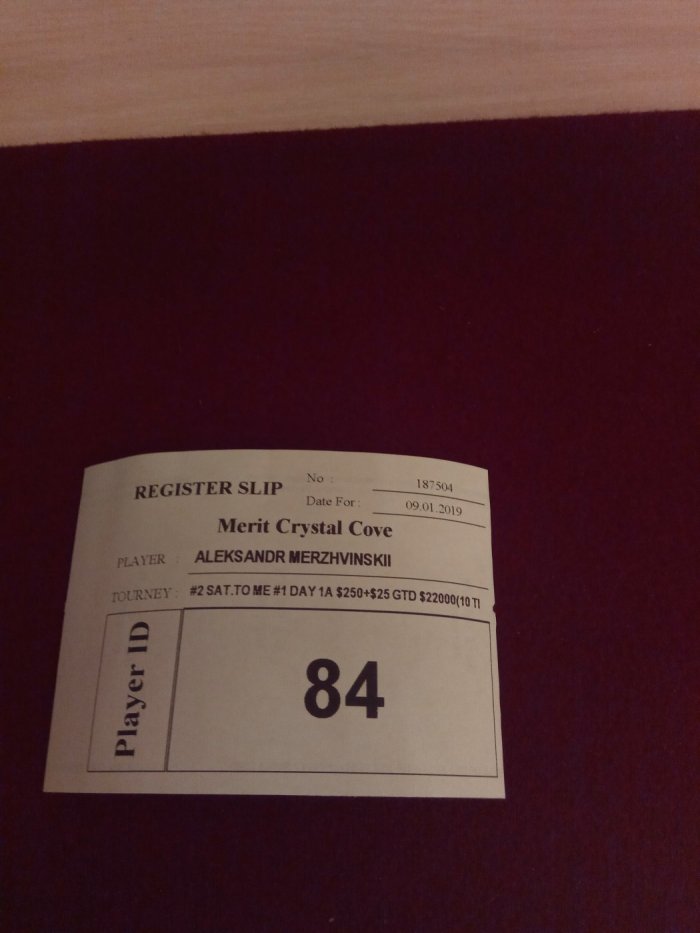 REGISTER SLIP
No : 187504
Date For : 09.01.2019
Merit Crystal Cove
PLAYER : ALEKSANDR MERZHVINSKII
TOURNEY : #2 SAT.TO ME #1 DAY 1A $250+$25 GTD $22000(10 TI
Player ID
84